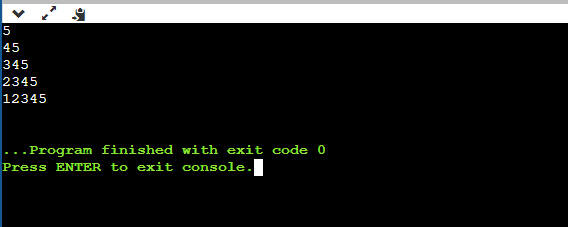 5
45
345
2345
12345
...Program finished with exit code 0
Press ENTER to exit console.